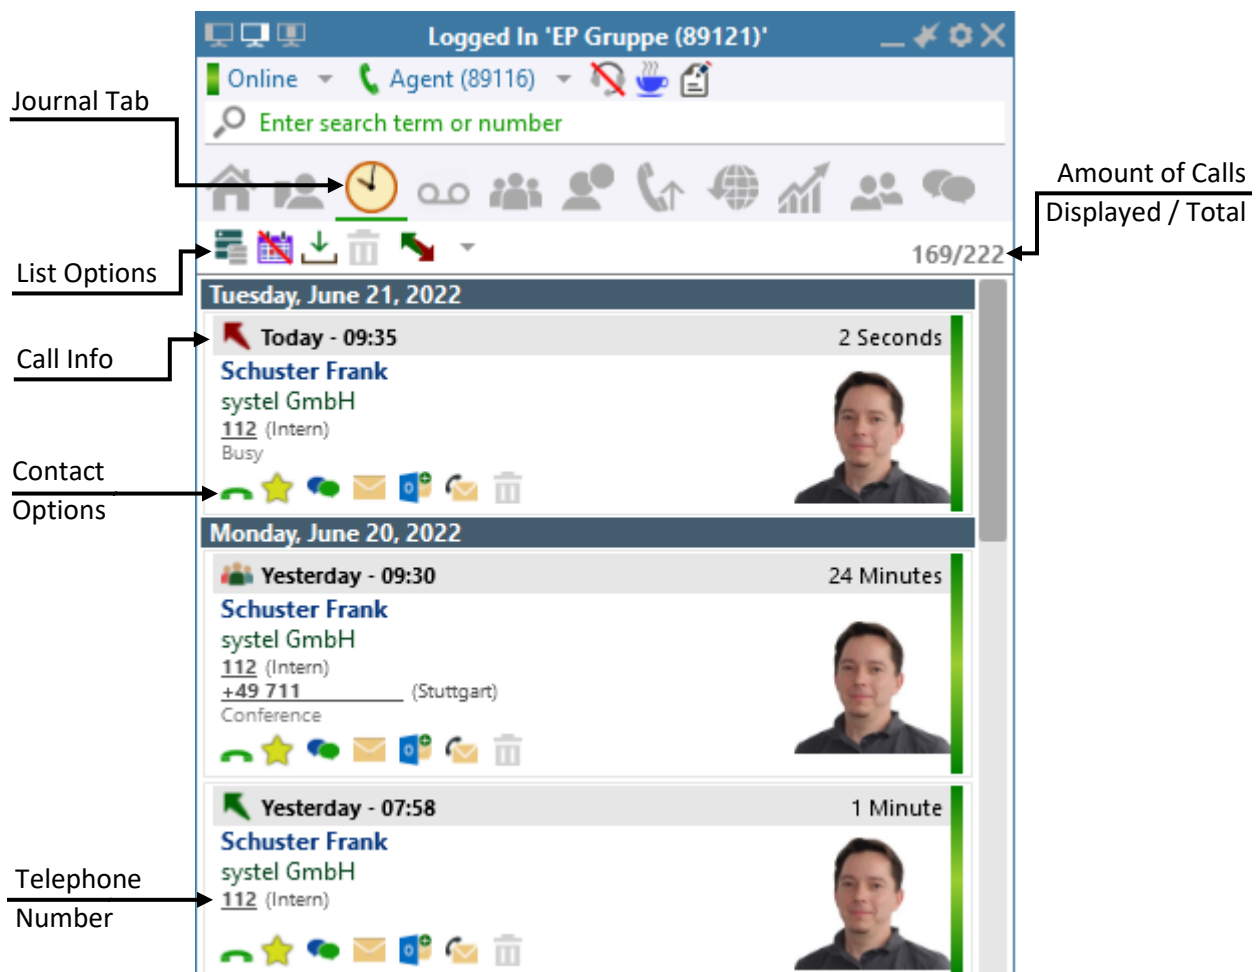 Logged In 'EP Gruppe (89121)'
Online
Agent (89116)
Journal Tab
Enter search term or number
Amount of Calls
Displayed / Total
169/222
List Options
Tuesday, June 21, 2022
Today - 09:35
2 Seconds
Call Info
Schuster Frank
systel GmbH
112 (Intern)
Busy
Contact
Options
Monday, June 20, 2022
Yesterday - 09:30
24 Minutes
Schuster Frank
systel GmbH
112 (Intern)
+49 711 (Stuttgart)
Conference
Yesterday - 07:58
1 Minute
Schuster Frank
systel GmbH
112 (Intern)
Telephone
Number